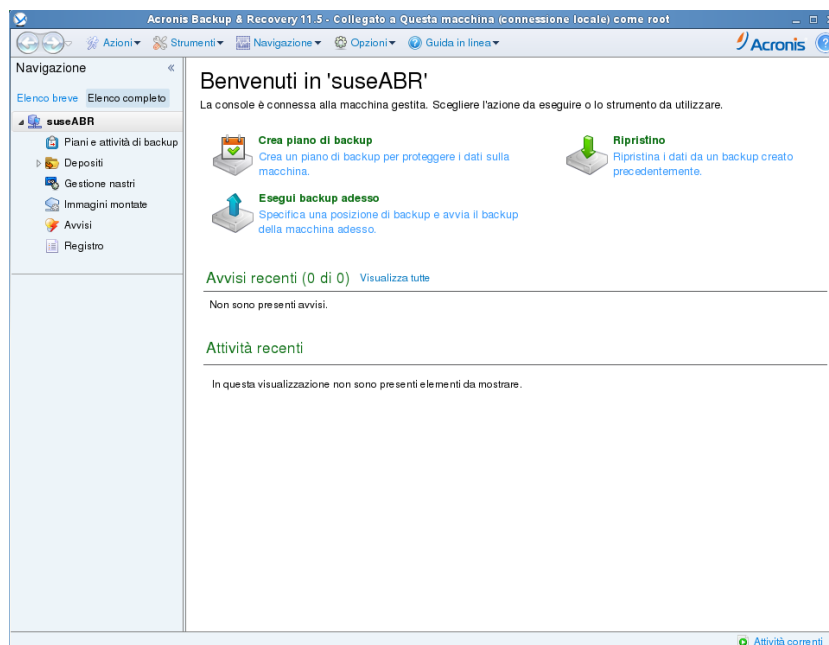 Acronis Backup & Recovery 11.5 - Collegato a Questa macchina (connessione locale) come root
Azioni Strumenti Navigazione Opzioni Guida in linea Acronis
Navigazione «
Elenco breve Elenco completo
suseABR
Piani e attività di backup
Depositi
Gestione nastri
Immagini montate
Avvisi
Registro
Benvenuti in 'suseABR'
La console è connessa alla macchina gestita. Scegliere l'azione da eseguire o lo strumento da utilizzare.
Crea piano di backup
Crea un piano di backup per proteggere i dati sulla
macchina.
Ripristino
Ripristina i dati da un backup creato
precedentemente.
Esegui backup adesso
Specifica una posizione di backup e avvia il backup
della macchina adesso.
Avvisi recenti (0 di 0) Visualizza tutte
Non sono presenti avvisi.
Attività recenti
In questa visualizzazione non sono presenti elementi da mostrare.
Attività correnti